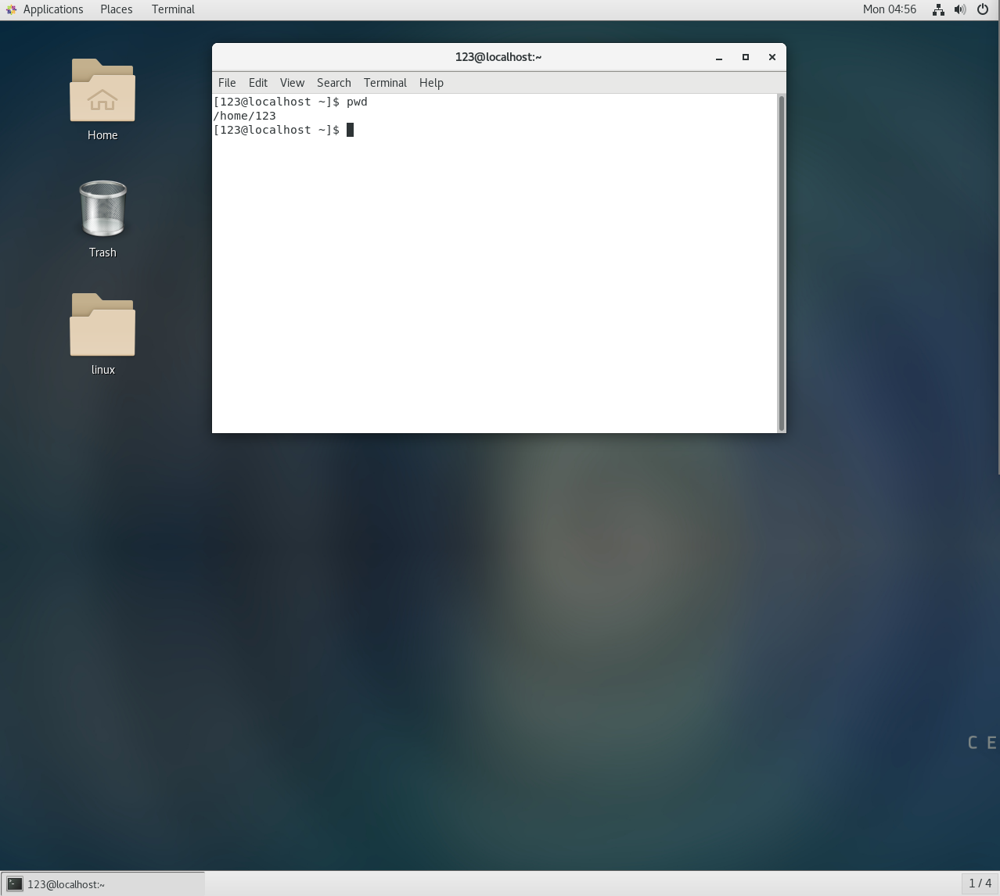 Applications Places Terminal Mon 04:56
123@localhost:~
File Edit View Search Terminal Help
[123@localhost ~]$ pwd
/home/123
[123@localhost ~]$
Home
Trash
linux
C E
123@localhost:~ 1 / 4